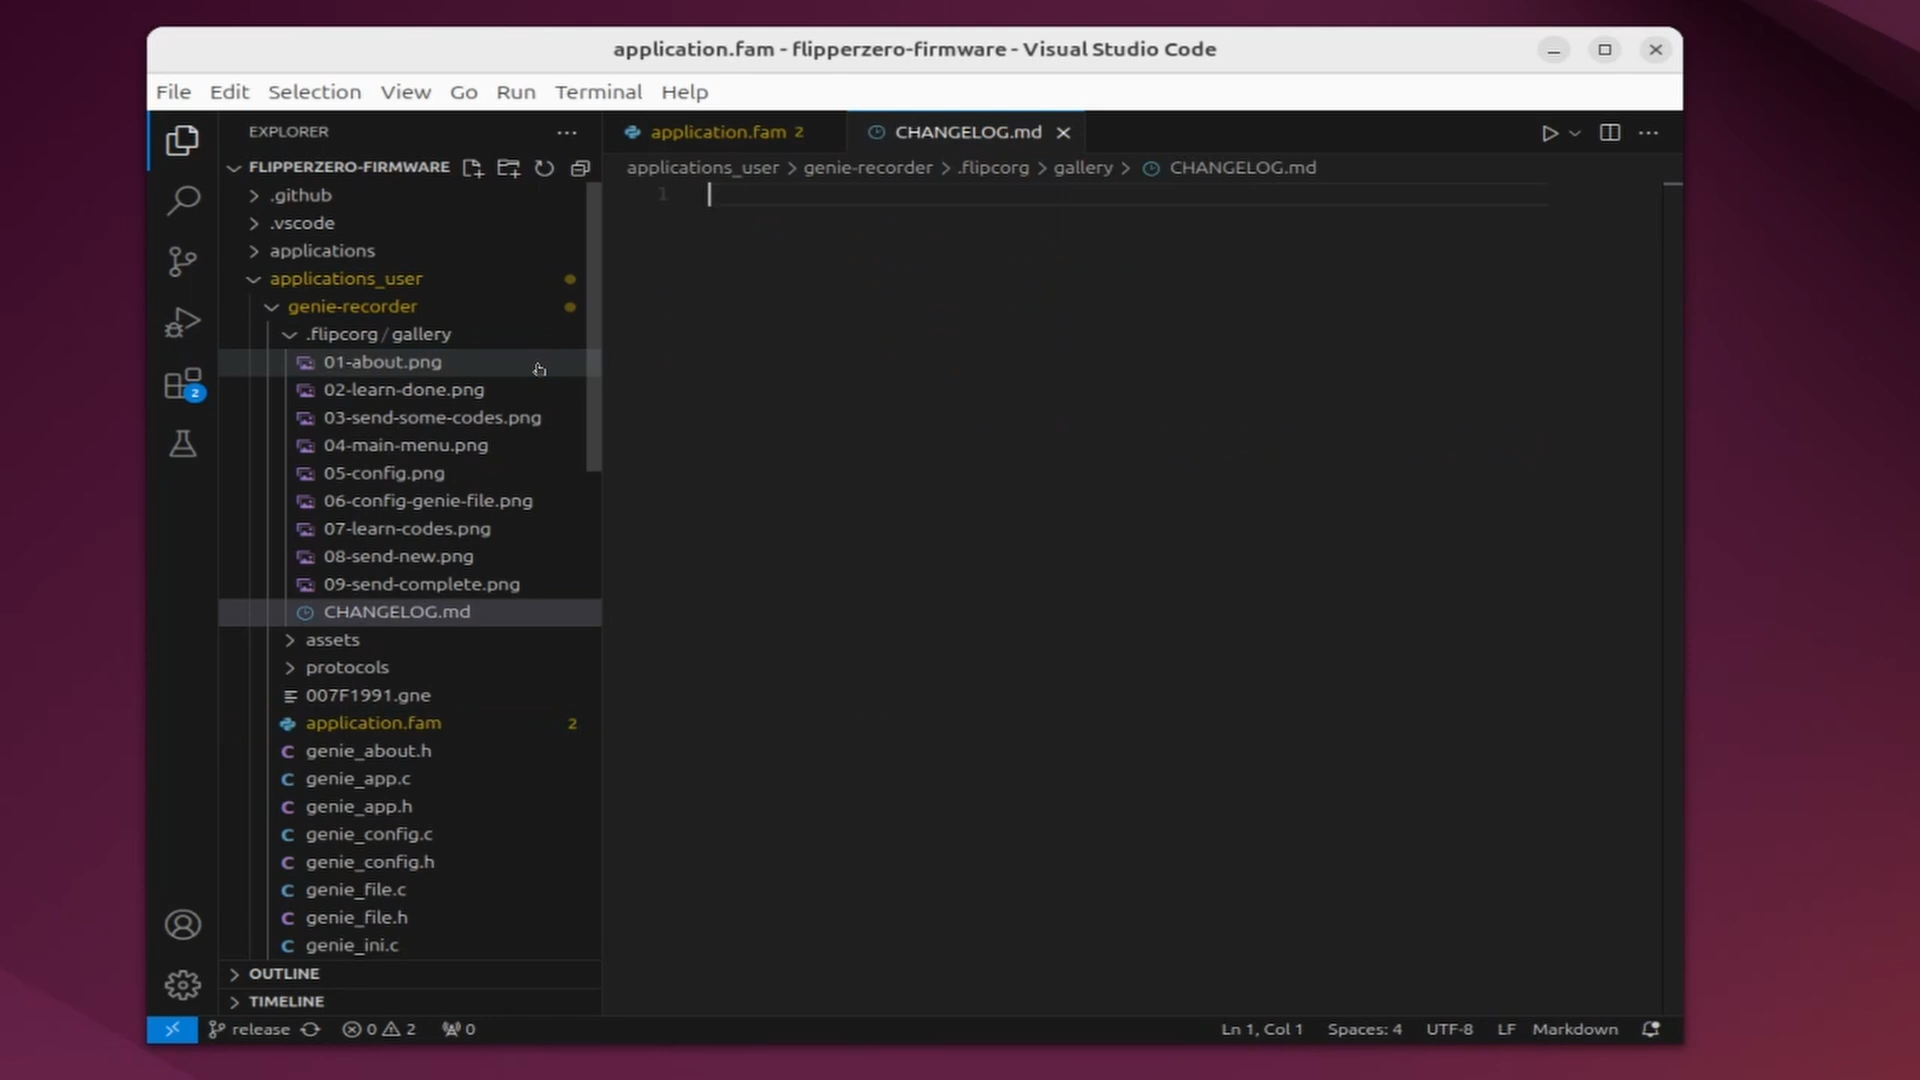 application.fam - flipperzero-firmware - Visual Studio Code
File Edit Selection View Go Run Terminal Help
EXPLORER
application.fam 2
CHANGELOG.md
FLIPPERZERO-FIRMWARE
applications_user > genie-recorder > .flipcorg > gallery > CHANGELOG.md
1
.github
.vscode
applications
applications_user
genie-recorder
.flipcorg / gallery
01-about.png
02-learn-done.png
03-send-some-codes.png
04-main-menu.png
05-config.png
06-config-genie-file.png
07-learn-codes.png
08-send-new.png
09-send-complete.png
CHANGELOG.md
assets
protocols
007F1991.gne
application.fam 2
genie_about.h
genie_app.c
genie_app.h
genie_config.c
genie_config.h
genie_file.c
genie_file.h
genie_ini.c
2
OUTLINE
TIMELINE
release 0 2 0 Ln 1, Col 1 Spaces: 4 UTF-8 LF Markdown